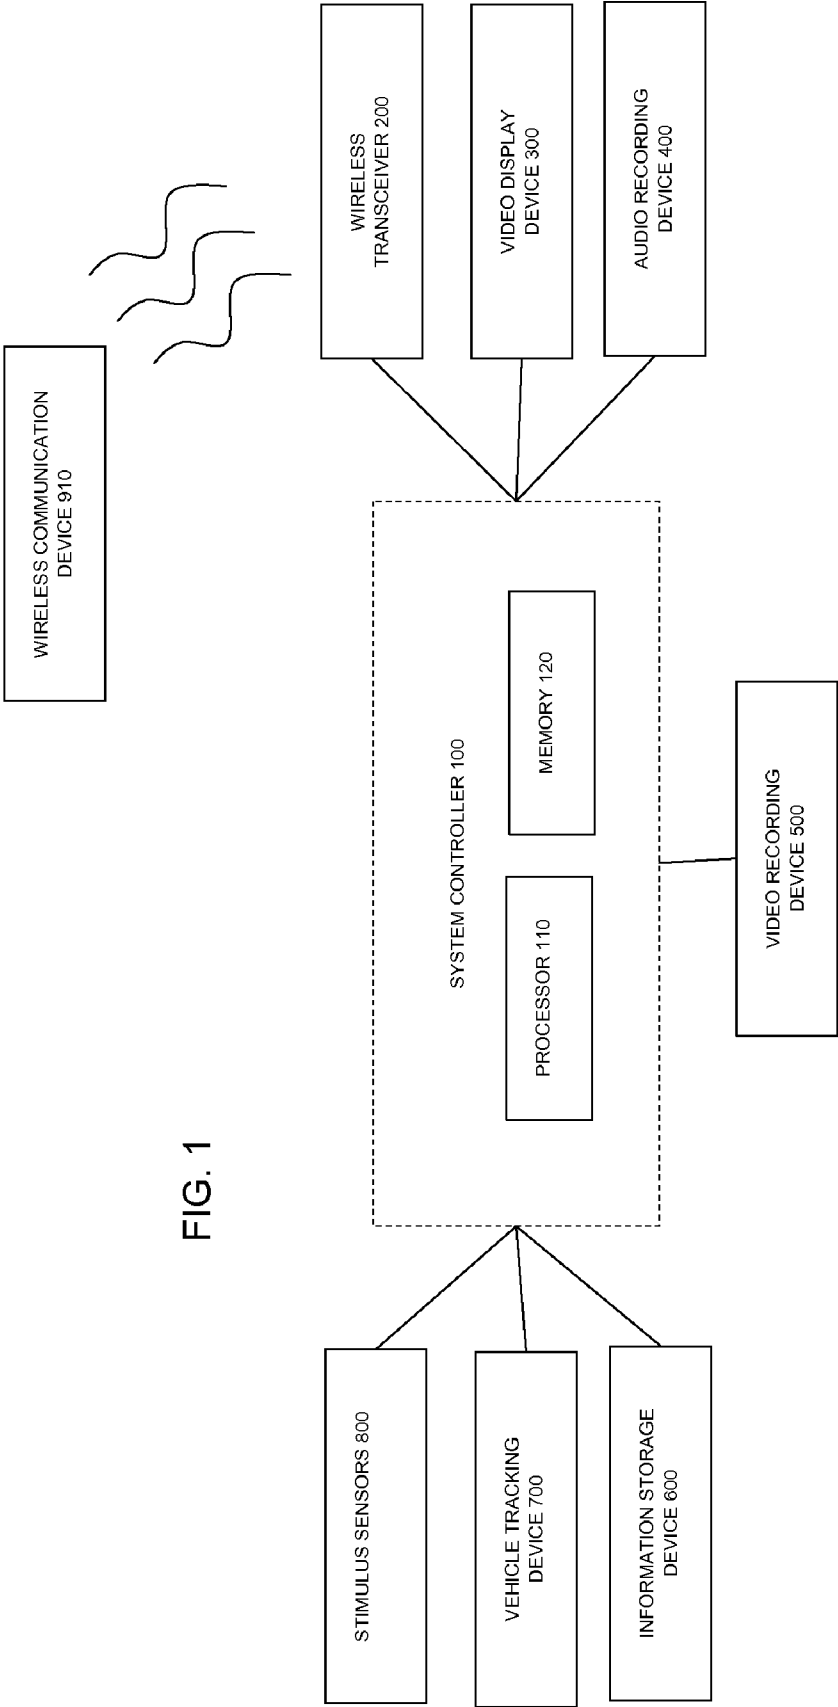 FIG. 1
WIRELESS COMMUNICATION
DEVICE 910
STIMULUS SENSORS 800
VEHICLE TRACKING
DEVICE 700
INFORMATION STORAGE
DEVICE 600
SYSTEM CONTROLLER 100
PROCESSOR 110
MEMORY 120
WIRELESS
TRANSCEIVER 200
VIDEO DISPLAY
DEVICE 300
AUDIO RECORDING
DEVICE 400
VIDEO RECORDING
DEVICE 500